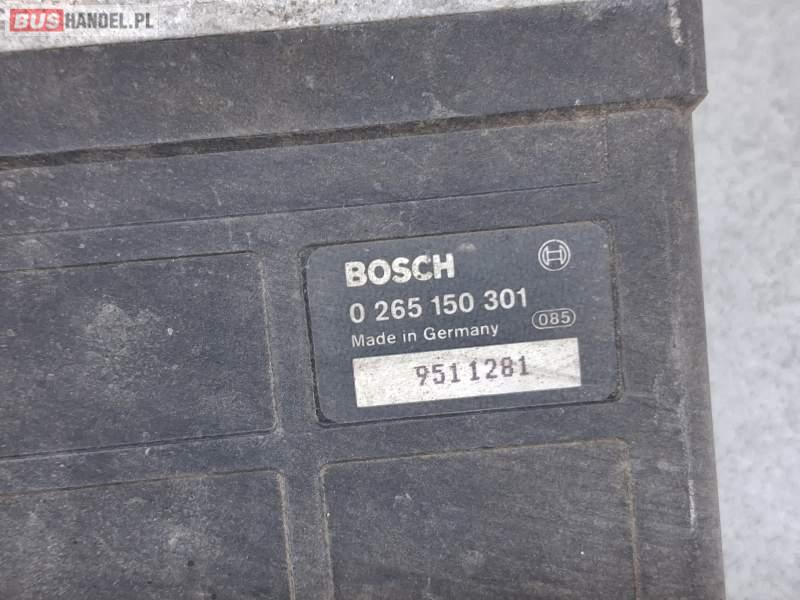 BUSHANDEL.PL
BOSCH
0 265 150 301
Made in Germany
085
9511281